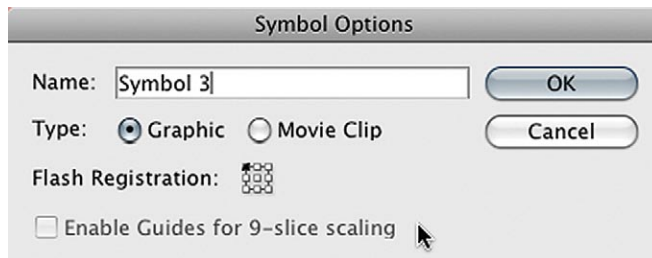 Symbol Options
Name: Symbol 3 OK
Type: Graphic Movie Clip Cancel
Flash Registration:
Enable Guides for 9-slice scaling